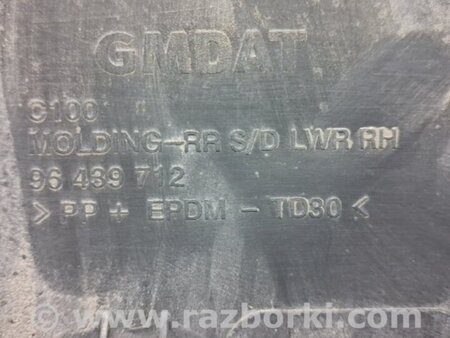 GMDAT
C100
MOLDING-RR S/D LWR RH
96 439 712
> PP + EPDM - TD30 <
www.razborki.com